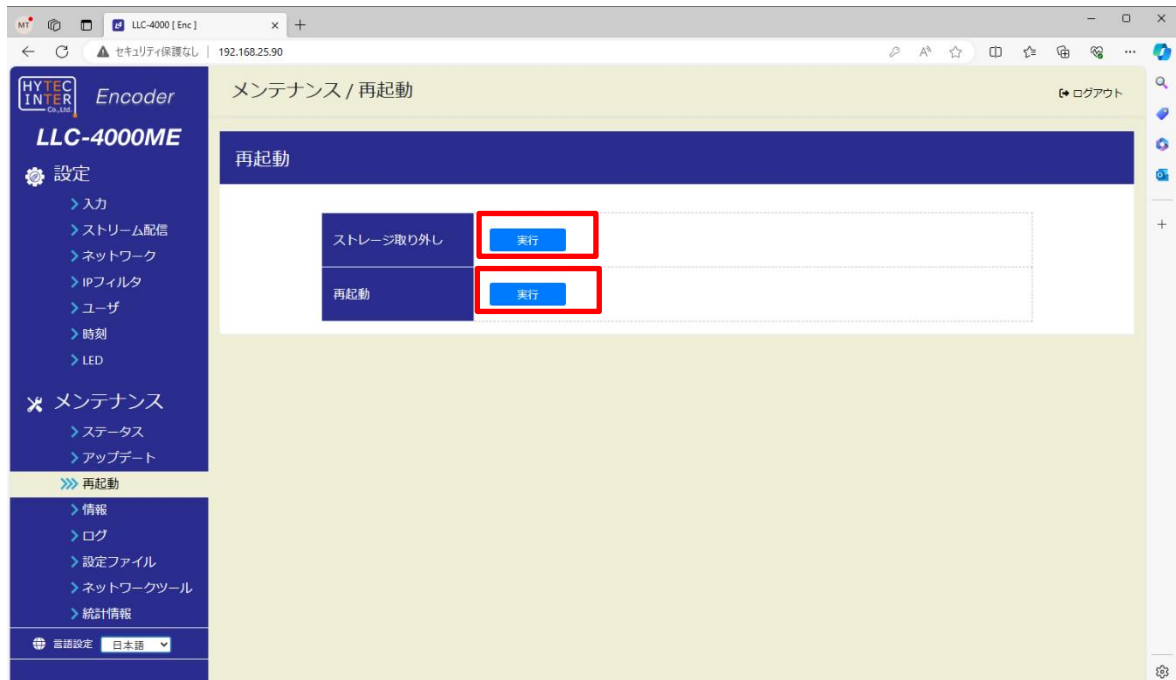 MT
LLC-4000 [ Enc ]
セキュリティ保護なし
192.168.25.90
HYTEC
INTER
Co.,Ltd.
Encoder
LLC-4000ME
メンテナンス / 再起動
ログアウト
設定
入力
ストリーム配信
ネットワーク
IPフィルタ
ユーザ
時刻
LED
メンテナンス
ステータス
アップデート
再起動
情報
ログ
設定ファイル
ネットワークツール
統計情報
言語設定 日本語
再起動
ストレージ取り外し 実行
再起動 実行